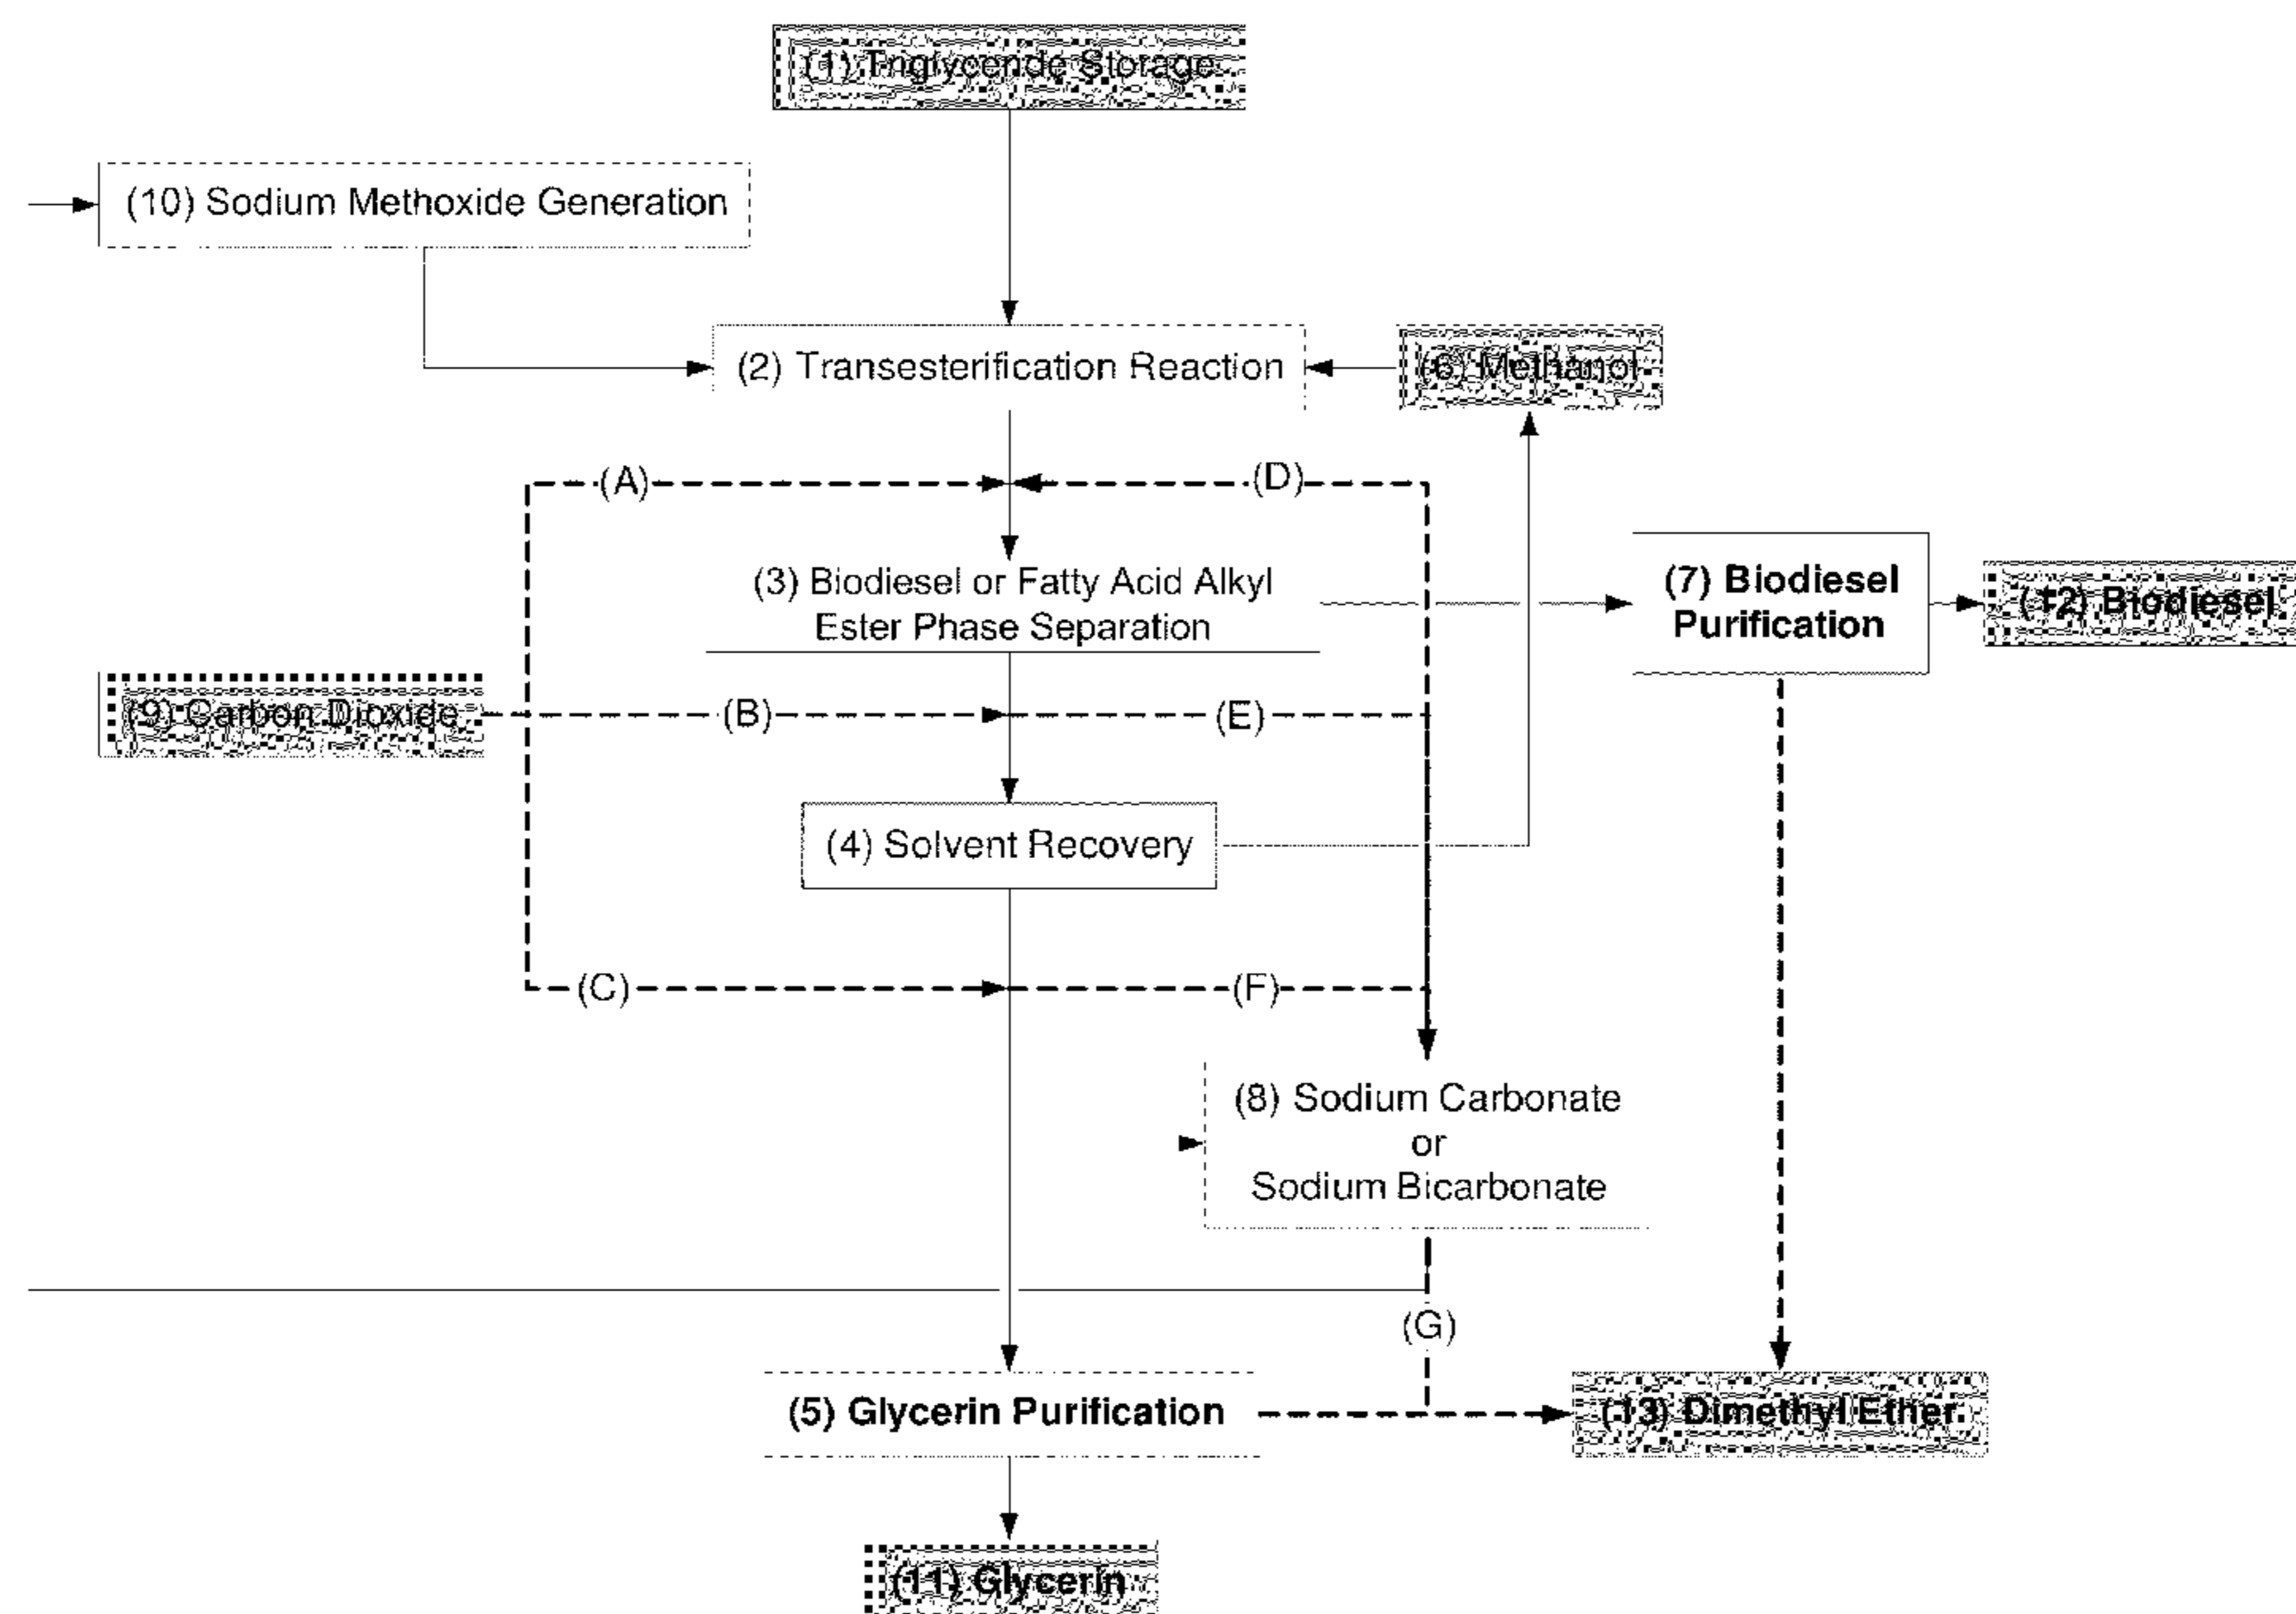 (1) Triglyceride Storage
(10) Sodium Methoxide Generation
(2) Transesterification Reaction
(6) Methanol
(A)
(D)
(3) Biodiesel or Fatty Acid Alkyl
Ester Phase Separation
(7) Biodiesel
Purification
(12) Biodiesel
(9) Carbon Dioxide
(B)
(E)
(4) Solvent Recovery
(C)
(F)
(8) Sodium Carbonate
or
Sodium Bicarbonate
(G)
(5) Glycerin Purification
(13) Dimethyl Ether
(11) Glycerin